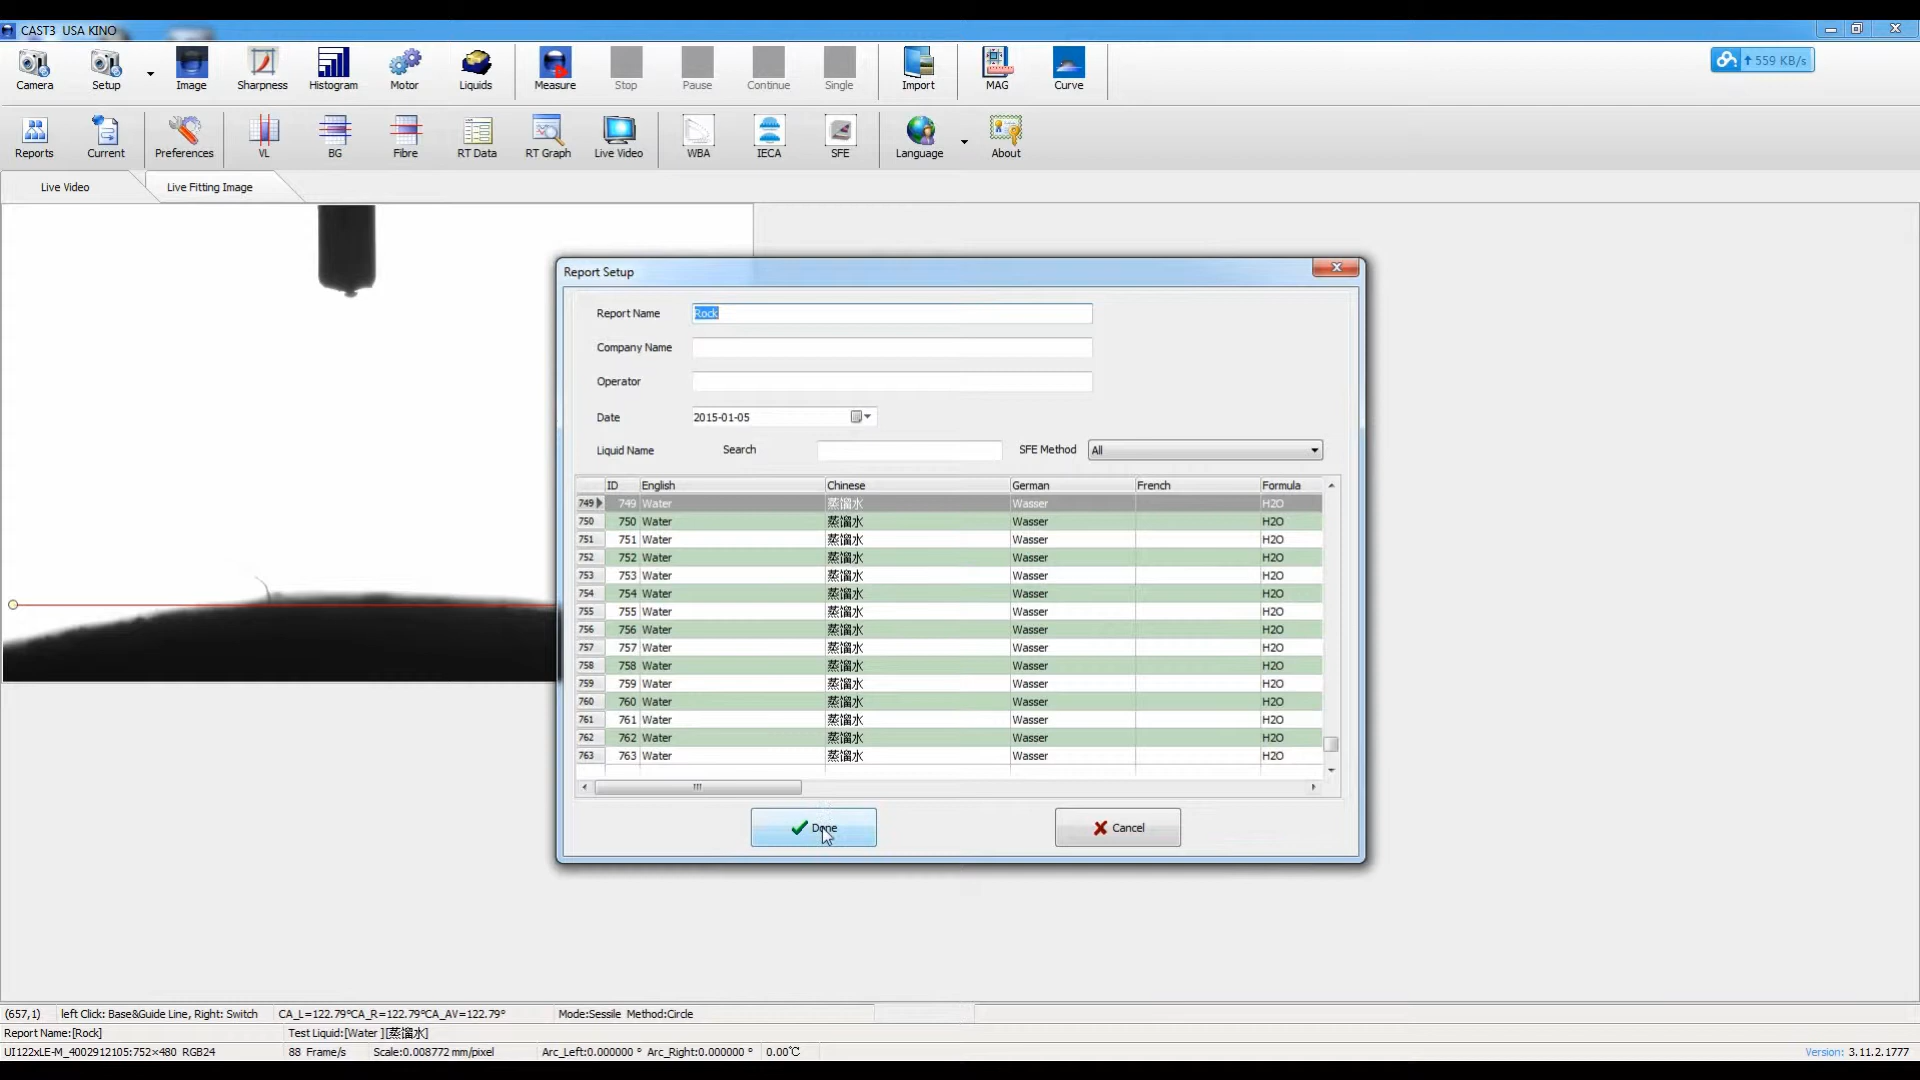 CAST3 USA KINO
Camera Setup Image Sharpness Histogram Motor Liquids Measure Stop Pause Continue Single Import MAG Curve
559 KB/s
Reports Current Preferences VL BG Fibre RT Data RT Graph Live Video WBA IECA SFE Language About
Live Video Live Fitting Image
Report Setup
Report Name Rock
Company Name
Operator
Date 2015-01-05
Liquid Name Search SFE Method All
ID English Chinese German French Formula
749 749 Water 蒸馏水 Wasser H2O
750 750 Water 蒸馏水 Wasser H2O
751 751 Water 蒸馏水 Wasser H2O
752 752 Water 蒸馏水 Wasser H2O
753 753 Water 蒸馏水 Wasser H2O
754 754 Water 蒸馏水 Wasser H2O
755 755 Water 蒸馏水 Wasser H2O
756 756 Water 蒸馏水 Wasser H2O
757 757 Water 蒸馏水 Wasser H2O
758 758 Water 蒸馏水 Wasser H2O
759 759 Water 蒸馏水 Wasser H2O
760 760 Water 蒸馏水 Wasser H2O
761 761 Water 蒸馏水 Wasser H2O
762 762 Water 蒸馏水 Wasser H2O
763 763 Water 蒸馏水 Wasser H2O
Done Cancel
(657,1) left Click: Base&Guide Line, Right: Switch CA_L=122.79°CA_R=122.79°CA_AV=122.79° Mode:Sessile Method:Circle
Report Name:[Rock] Test Liquid:[Water ][蒸馏水]
UI122xLE-M_4002912105:752×480 RGB24 88 Frame/s Scale:0.008772 mm/pixel Arc_Left:0.000000 ° Arc_Right:0.000000 ° 0.00℃ Version: 3.11.2.1777